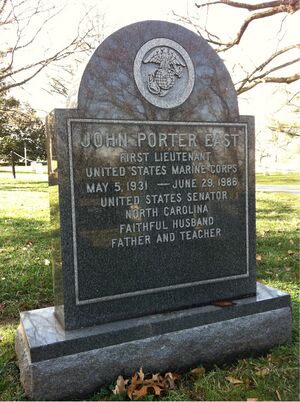 JOHN PORTER EAST
FIRST LIEUTENANT
UNITED STATES MARINE CORPS
MAY 5, 1931 — JUNE 29, 1986
UNITED STATES SENATOR
NORTH CAROLINA
FAITHFUL HUSBAND
FATHER AND TEACHER